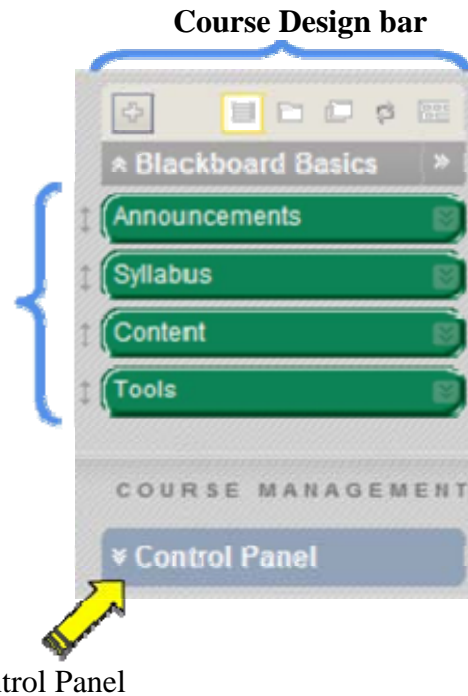 Course Design bar
Blackboard Basics
Announcements
Syllabus
Content
Tools
COURSE MANAGEMENT
Control Panel
trol Panel